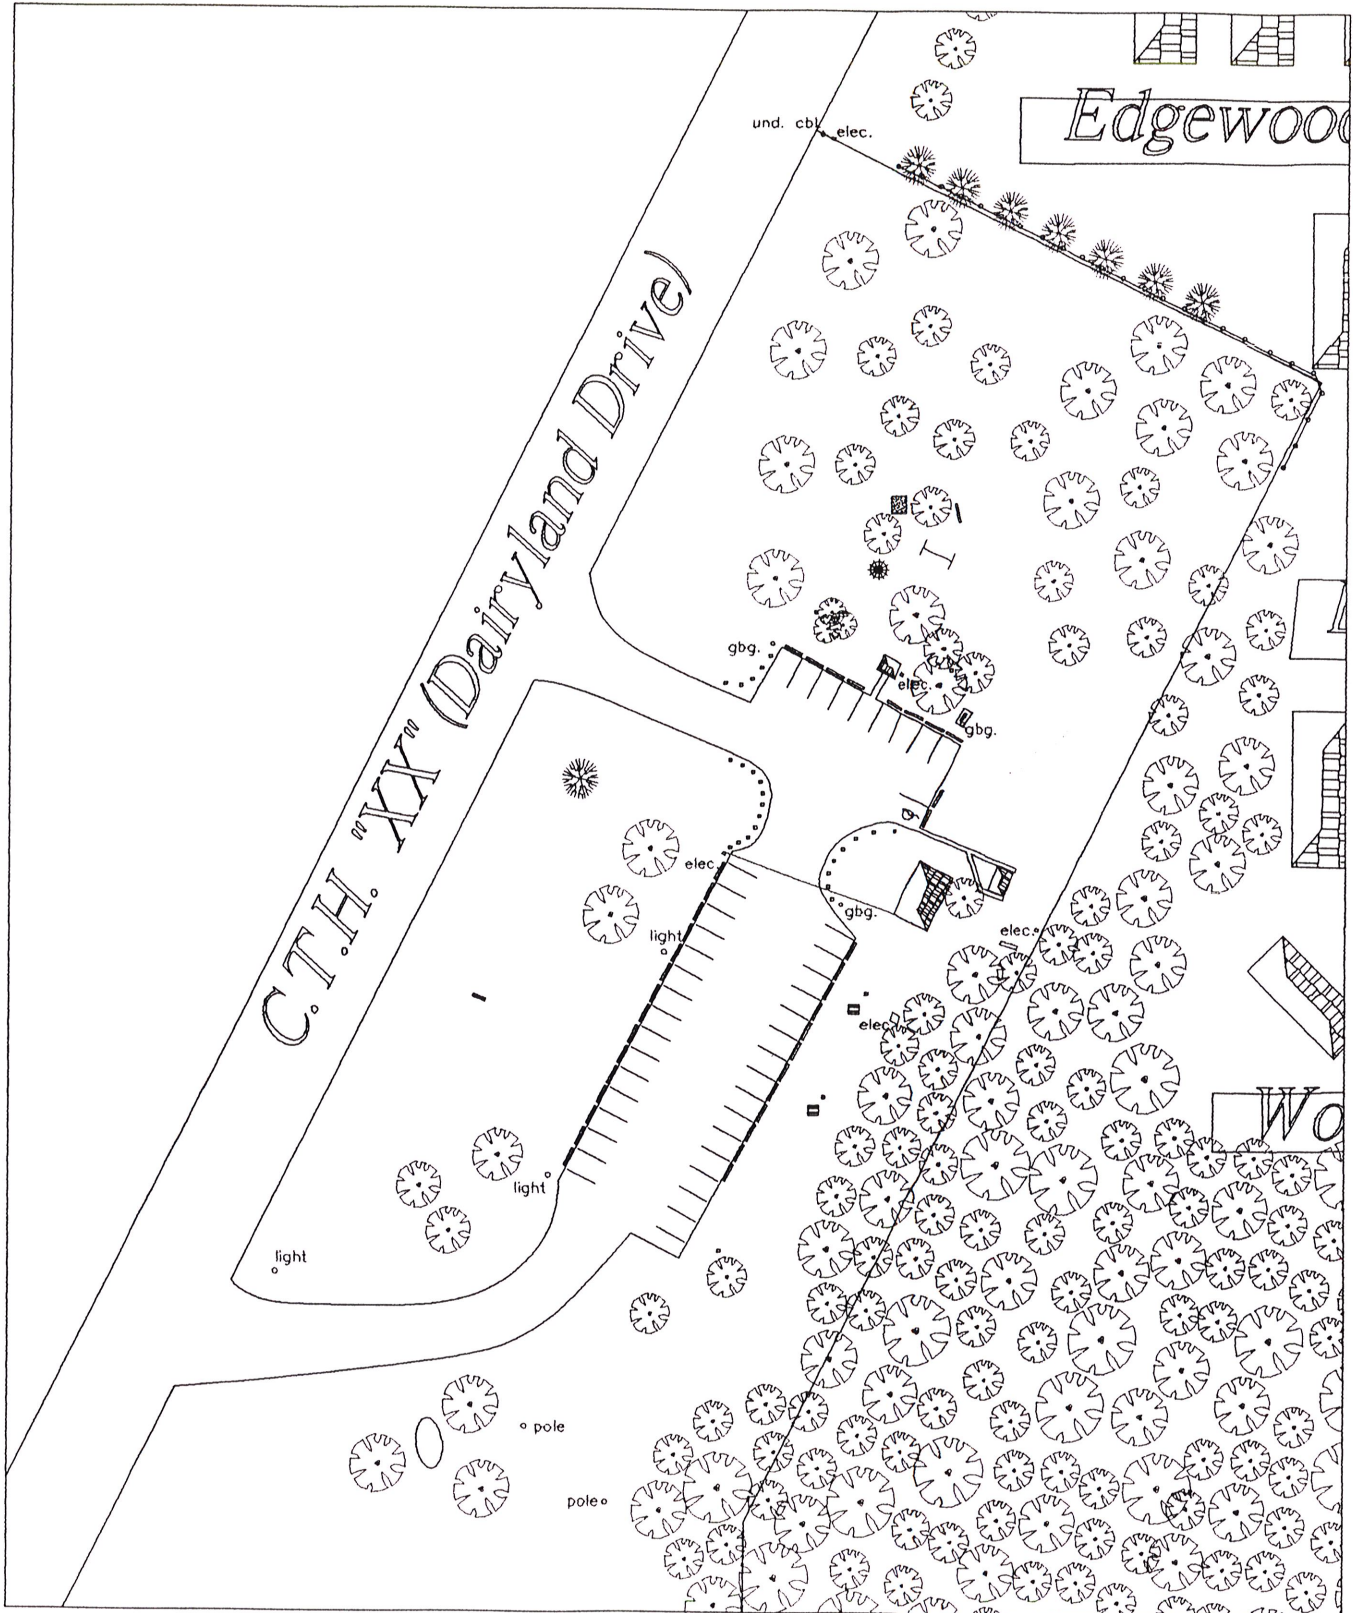 und. cbl
elec.
Edgewood
C.T.H. "XX" (Dairyland Drive)
gbg.
elec.
gbg.
elec.
light
gbg.
elec.
elec.
Wo
light
light
pole
pole